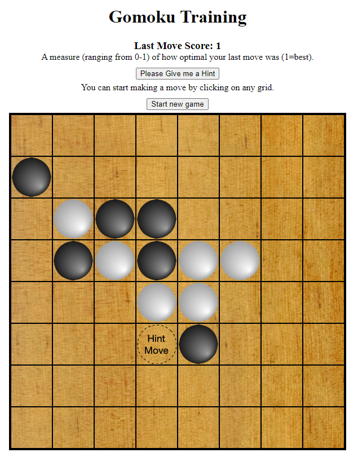 Gomoku Training
Last Move Score: 1
A measure (ranging from 0-1) of how optimal your last move was (1=best).
Please Give me a Hint
You can start making a move by clicking on any grid.
Start new game
Hint
Move